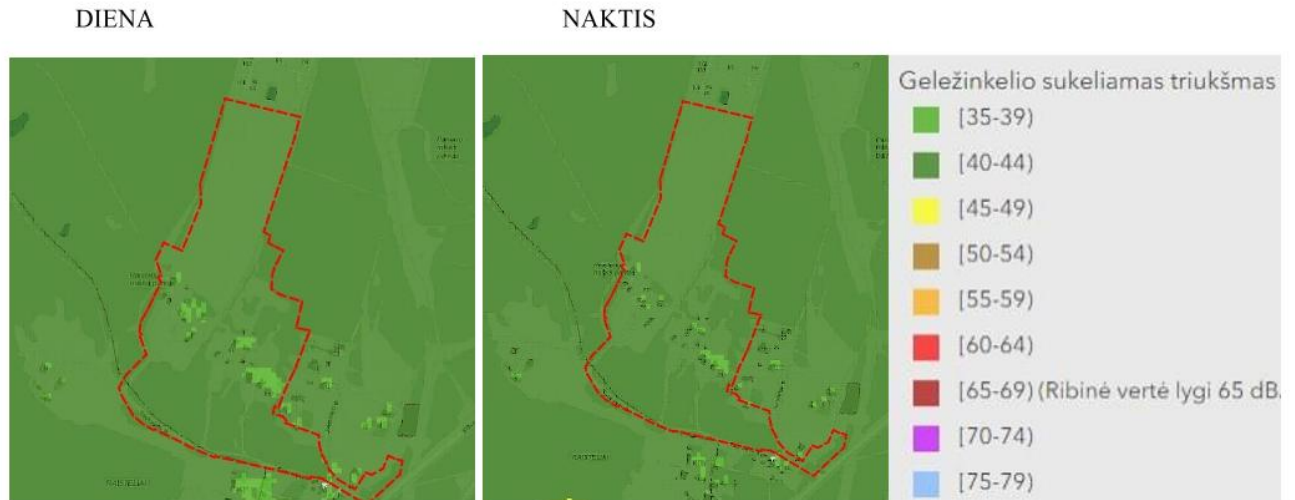 DIENA
NAKTIS
Geležinkelio sukeliamas triukšmas
[35-39)
[40-44)
[45-49)
[50-54)
[55-59)
[60-64)
[65-69) (Ribinė vertė lygi 65 dB.
[70-74)
[75-79)